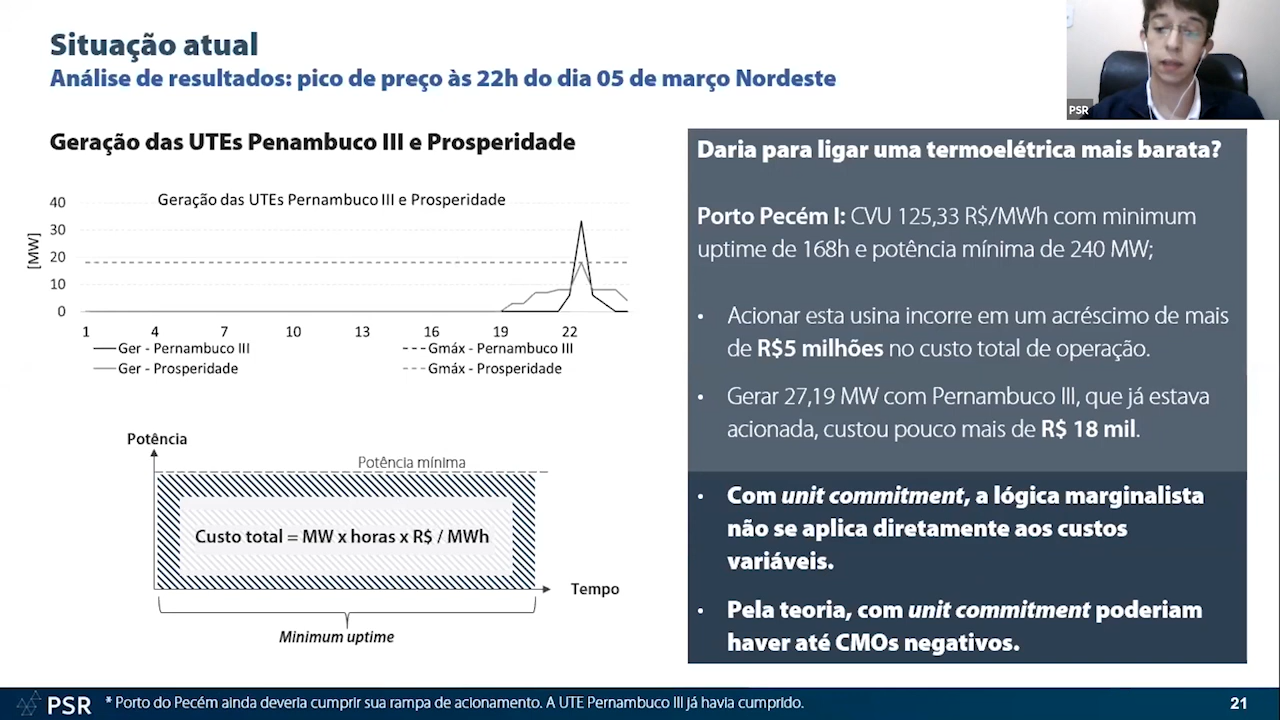 Situação atual
Análise de resultados: pico de preço às 22h do dia 05 de março Nordeste
PSR
Geração das UTEs Penambuco III e Prosperidade
Geração das UTEs Pernambuco III e Prosperidade
[MW]
40
30
20
10
0
1 4 7 10 13 16 19 22
Ger - Pernambuco III
Gmáx - Pernambuco III
Ger - Prosperidade
Gmáx - Prosperidade
Potência
Potência mínima
Custo total = MW x horas x R$ / MWh
Tempo
Minimum uptime
Daria para ligar uma termoelétrica mais barata?
Porto Pecém I: CVU 125,33 R$/MWh com minimum
uptime de 168h e potência mínima de 240 MW;
• Acionar esta usina incorre em um acréscimo de mais
de R$5 milhões no custo total de operação.
• Gerar 27,19 MW com Pernambuco III, que já estava
acionada, custou pouco mais de R$ 18 mil.
• Com unit commitment, a lógica marginalista
não se aplica diretamente aos custos
variáveis.
• Pela teoria, com unit commitment poderiam
haver até CMOs negativos.
PSR
* Porto do Pecém ainda deveria cumprir sua rampa de acionamento. A UTE Pernambuco III já havia cumprido.
21